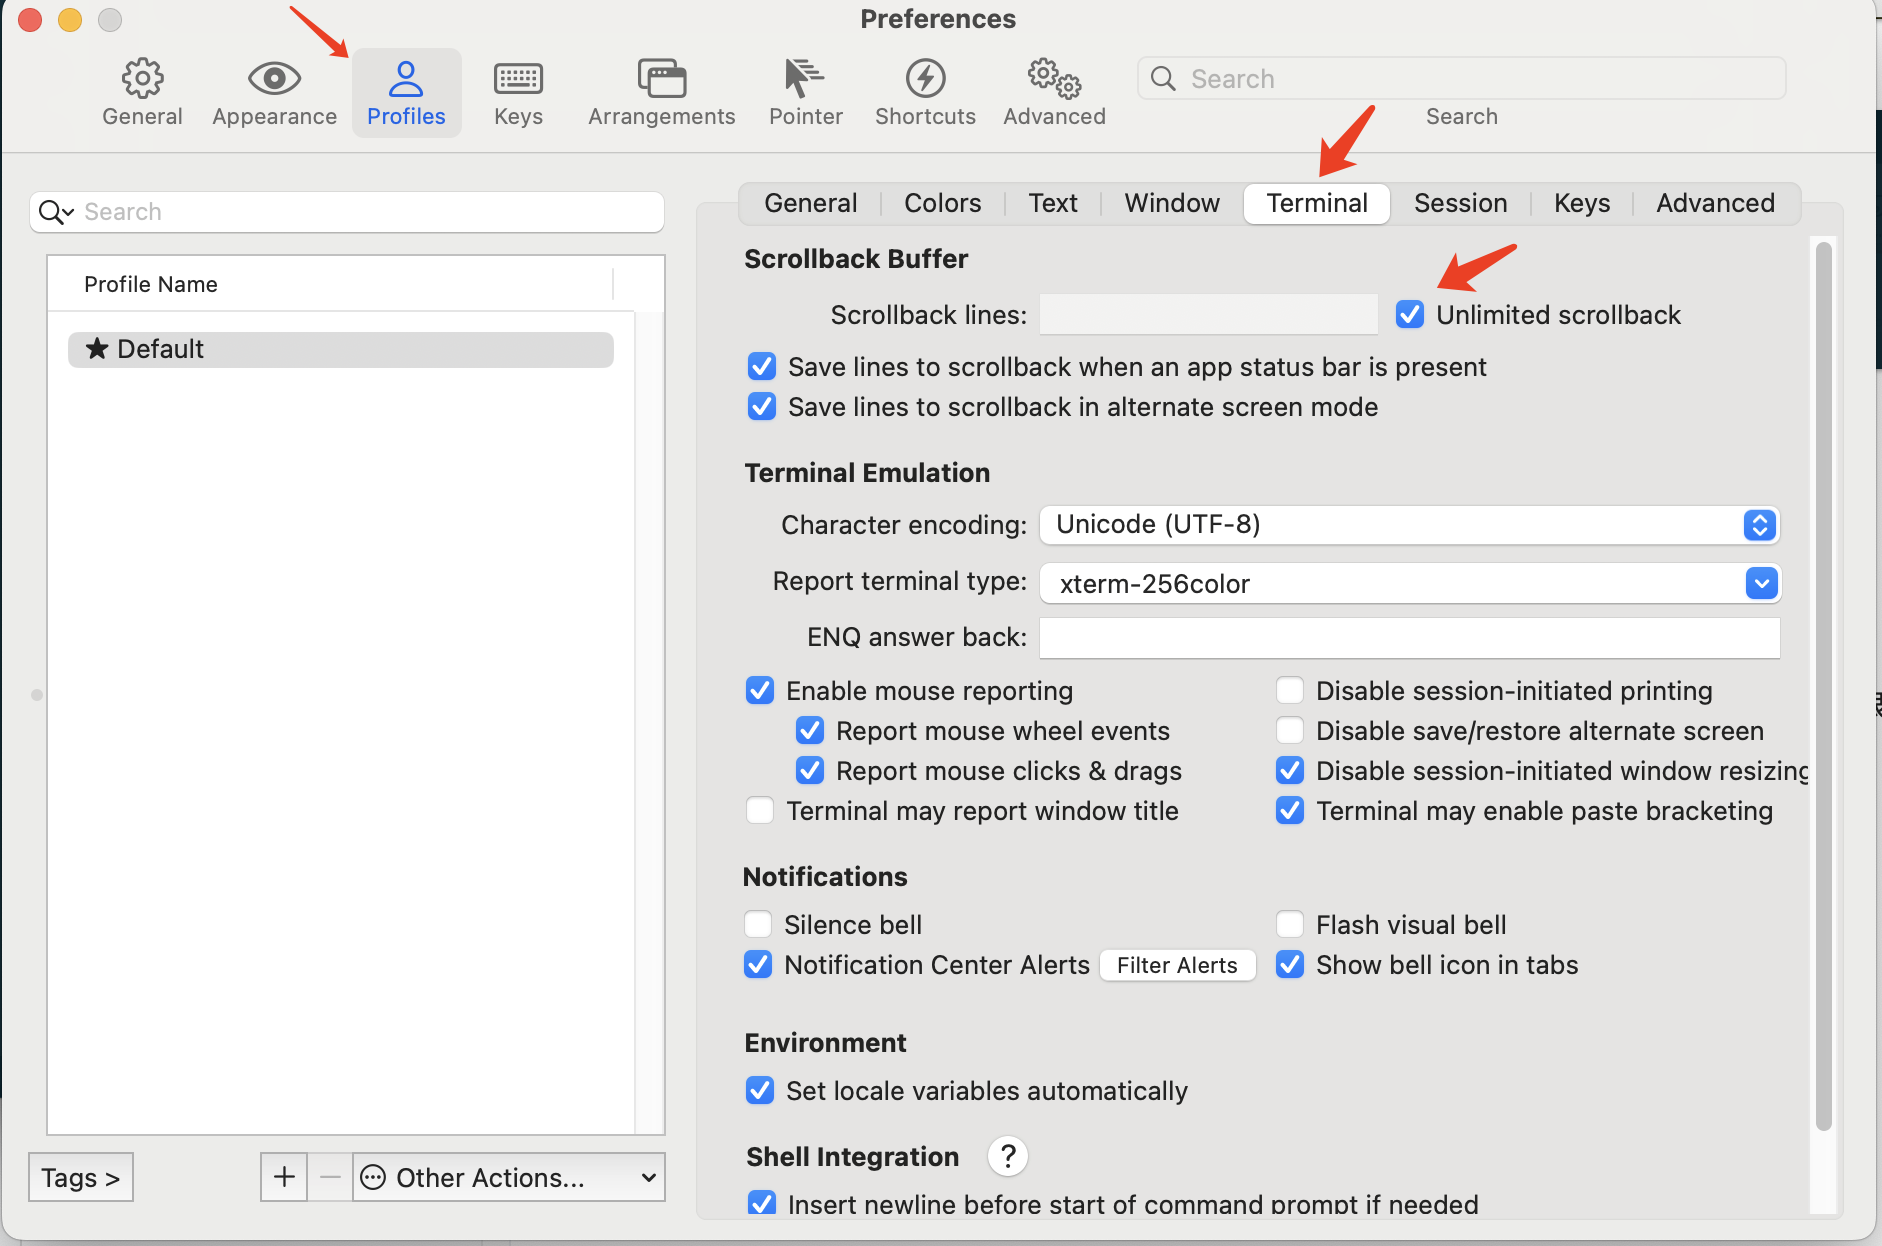 Preferences
General
Appearance
Profiles
Keys
Arrangements
Pointer
Shortcuts
Advanced
Search
Search
Search
Profile Name
★ Default
Tags >
+
−
Other Actions...
General
Colors
Text
Window
Terminal
Session
Keys
Advanced
Scrollback Buffer
Scrollback lines:
Unlimited scrollback
Save lines to scrollback when an app status bar is present
Save lines to scrollback in alternate screen mode
Terminal Emulation
Character encoding: Unicode (UTF-8)
Report terminal type: xterm-256color
ENQ answer back:
Enable mouse reporting
Disable session-initiated printing
Report mouse wheel events
Disable save/restore alternate screen
Report mouse clicks & drags
Disable session-initiated window resizing
Terminal may report window title
Terminal may enable paste bracketing
Notifications
Silence bell
Flash visual bell
Notification Center Alerts
Filter Alerts
Show bell icon in tabs
Environment
Set locale variables automatically
Shell Integration ?
Insert newline before start of command prompt if needed